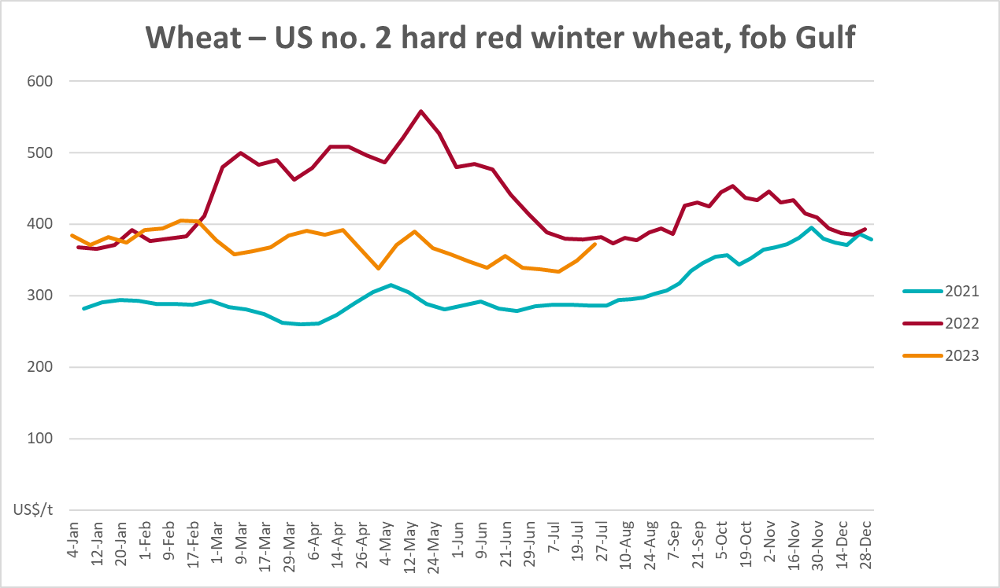 Wheat – US no. 2 hard red winter wheat, fob Gulf
600
500
400
300
200
100
US$/t
4-Jan
12-Jan
20-Jan
1-Feb
9-Feb
17-Feb
1-Mar
9-Mar
17-Mar
29-Mar
6-Apr
14-Apr
26-Apr
4-May
12-May
24-May
1-Jun
9-Jun
21-Jun
29-Jun
7-Jul
19-Jul
27-Jul
10-Aug
24-Aug
7-Sep
21-Sep
5-Oct
19-Oct
2-Nov
16-Nov
30-Nov
14-Dec
28-Dec
2021
2022
2023